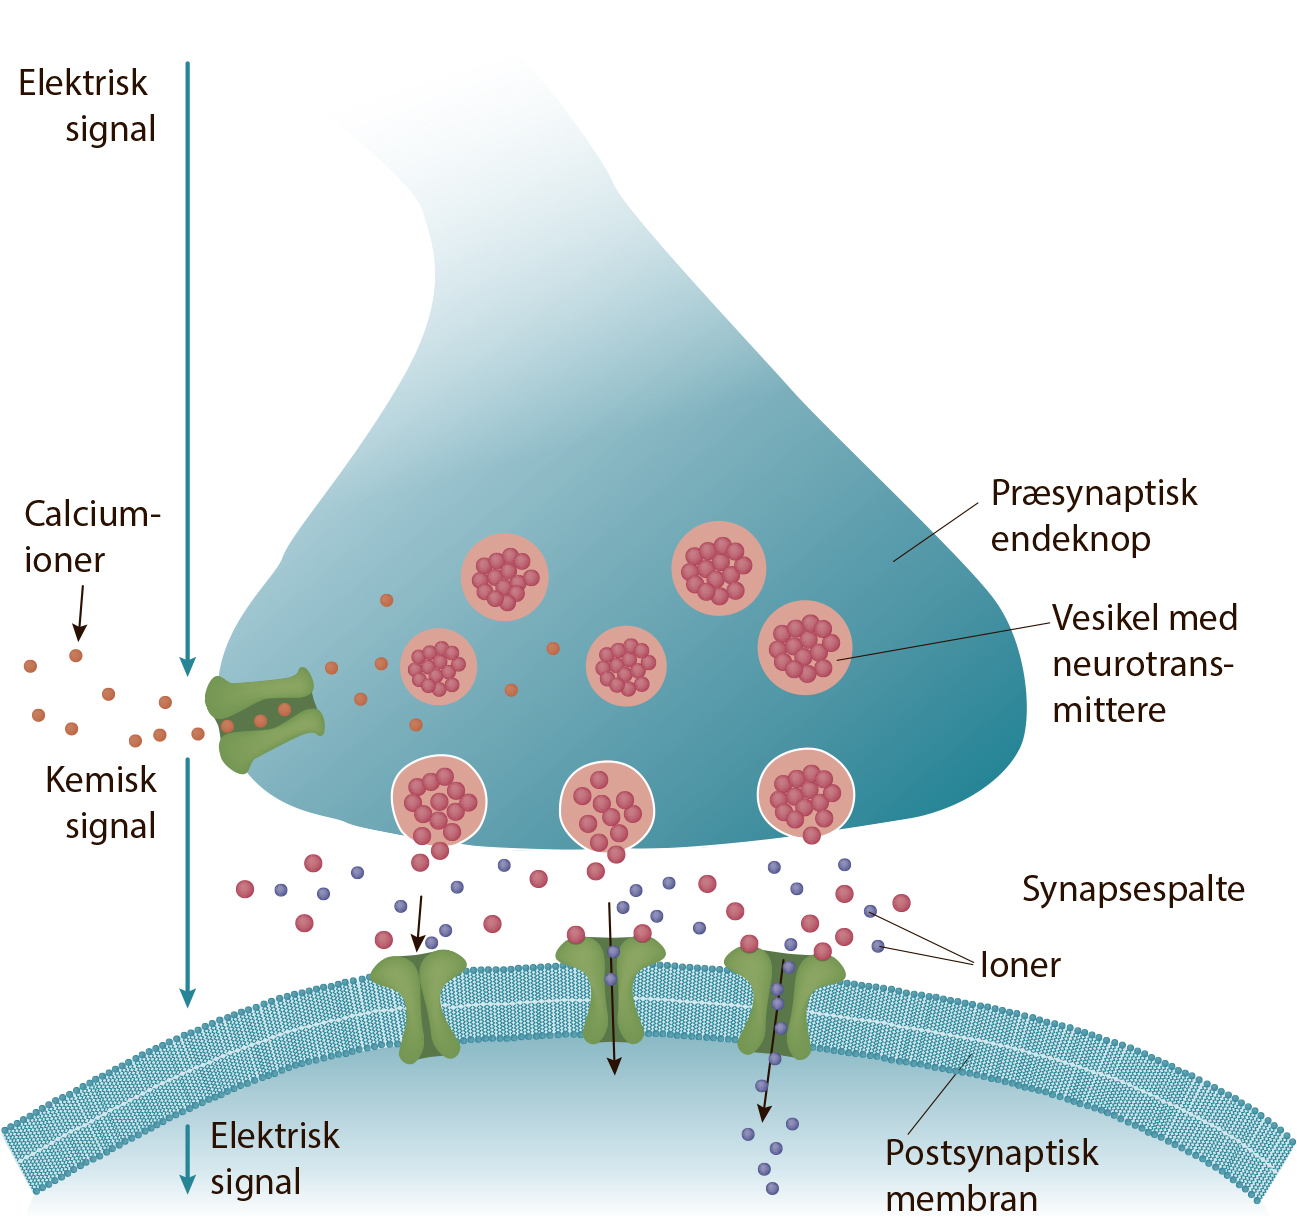 Elektrisk
signal
Calcium-
ioner
Præsynaptisk
endeknop
Vesikel med
neurotrans-
mittere
Kemisk
signal
Synapsespalte
Ioner
Elektrisk
signal
Postsynaptisk
membran